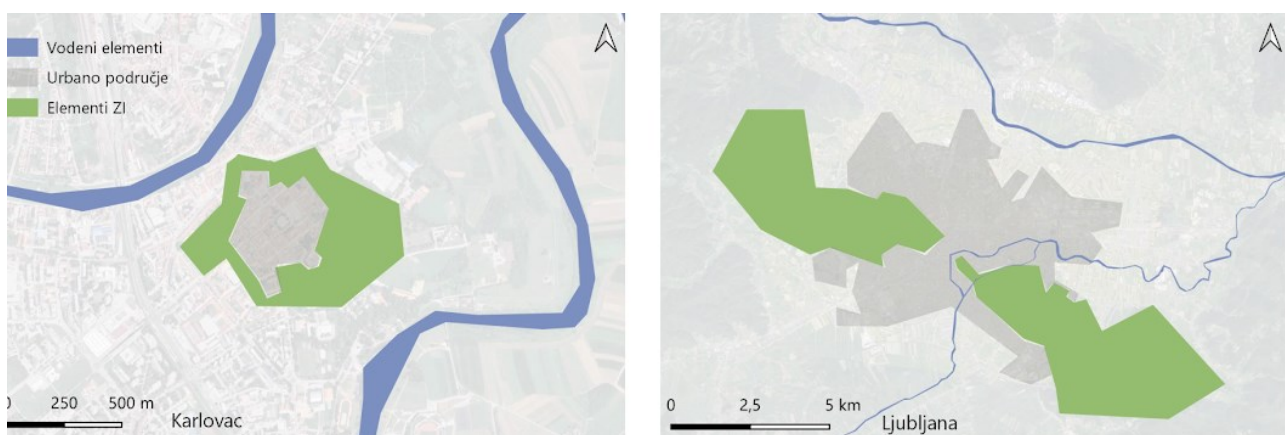 Vodeni elementi
Urbano područje
Elementi ZI
0 250 500 m
Karlovac
0 2,5 5 km
Ljubljana